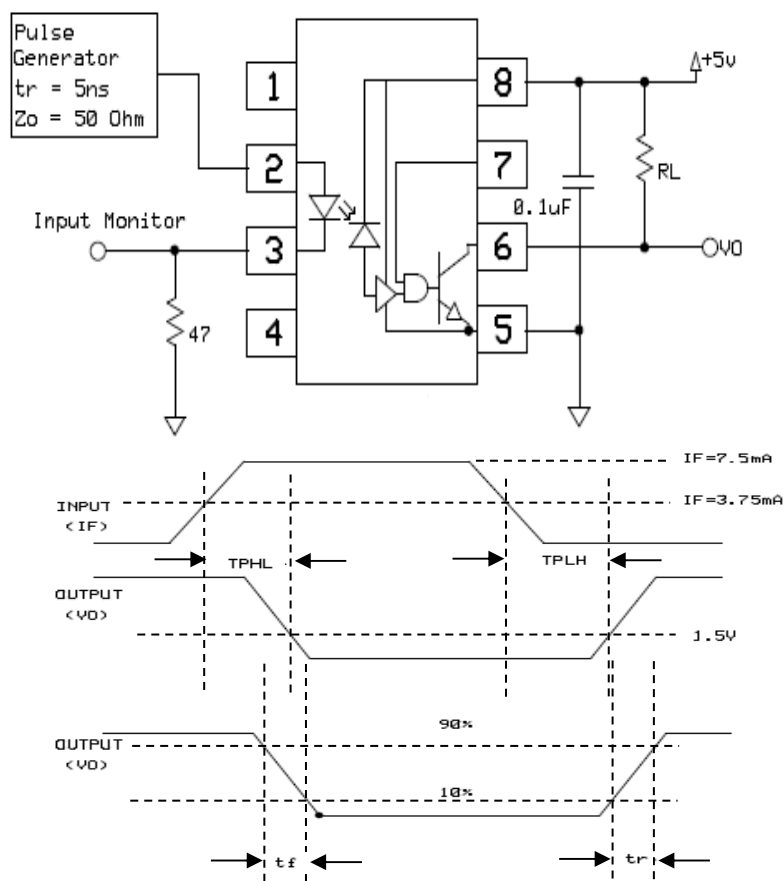 Pulse
Generator
tr = 5ns
Zo = 50 Ohm
1
8
+5v
2
7
RL
0.1uF
Input Monitor
3
6
VO
47
4
5
IF=7.5mA
INPUT
(IF)
IF=3.75mA
TPHL
TPLH
OUTPUT
(VO)
1.5V
90%
OUTPUT
(VO)
10%
tf
tr